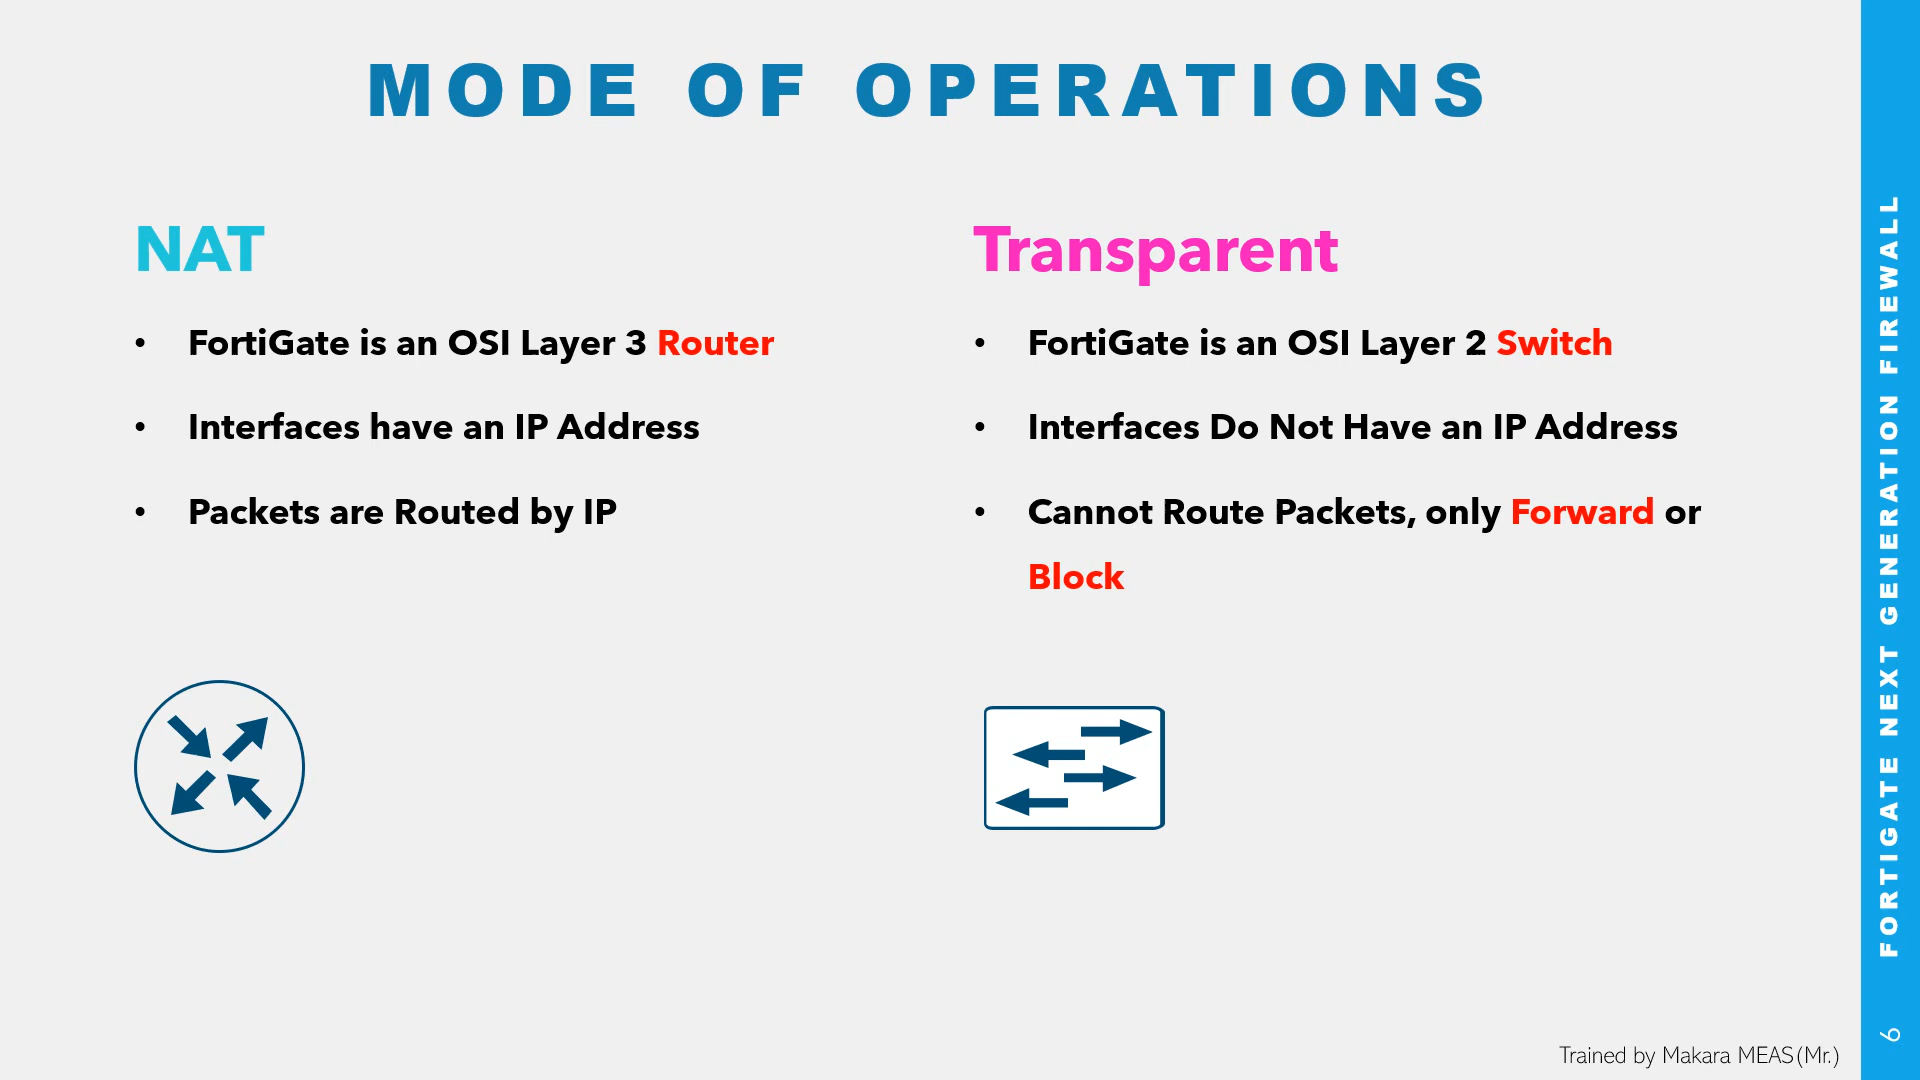 MODE OF OPERATIONS
NAT
• FortiGate is an OSI Layer 3 Router
• Interfaces have an IP Address
• Packets are Routed by IP
Transparent
• FortiGate is an OSI Layer 2 Switch
• Interfaces Do Not Have an IP Address
• Cannot Route Packets, only Forward or
Block
FORTIGATE NEXT GENERATION FIREWALL
6
Trained by Makara MEAS(Mr.)